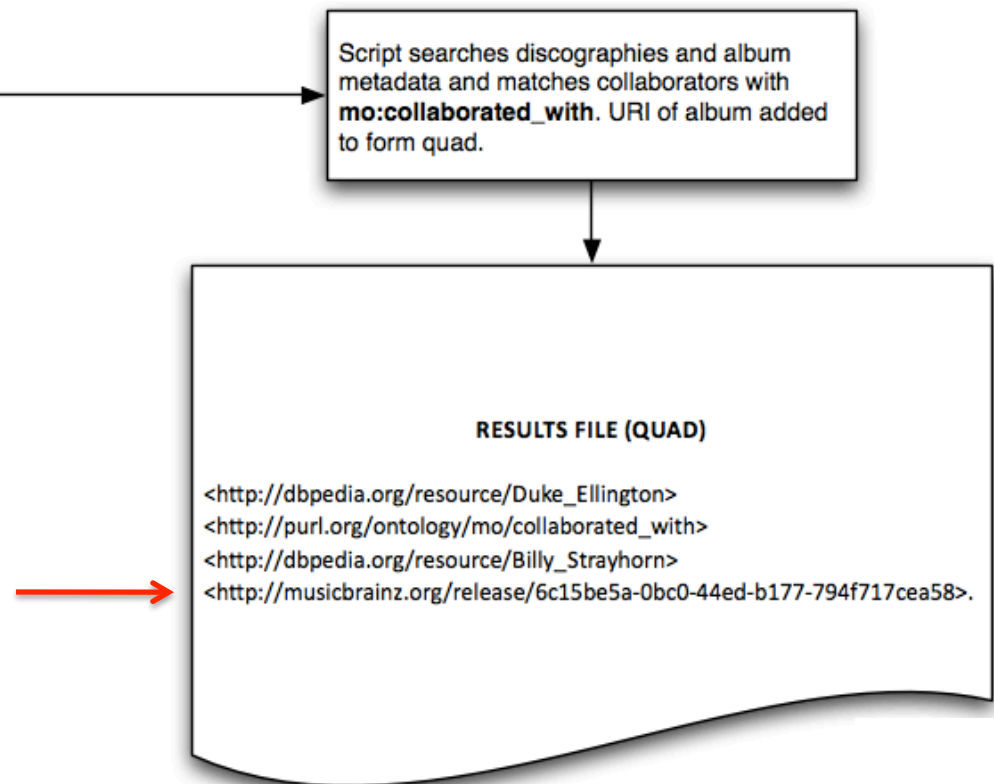 Script searches discographies and album
metadata and matches collaborators with
mo:collaborated_with. URI of album added
to form quad.
RESULTS FILE (QUAD)
<http://dbpedia.org/resource/Duke_Ellington>
<http://purl.org/ontology/mo/collaborated_with>
<http://dbpedia.org/resource/Billy_Strayhorn>
<http://musicbrainz.org/release/6c15be5a-0bc0-44ed-b177-794f717cea58>.